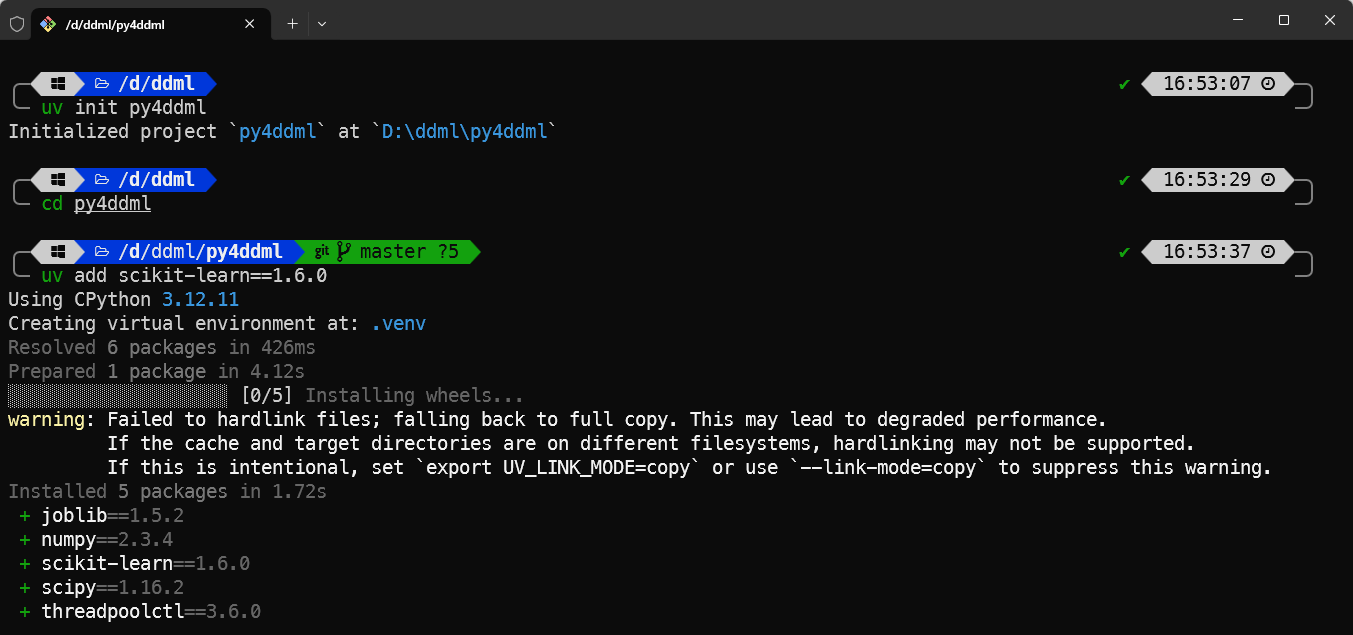 /d/ddml/py4ddml
/d/ddml ✔ 16:53:07
uv init py4ddml
Initialized project `py4ddml` at `D:\ddml\py4ddml`
/d/ddml ✔ 16:53:29
cd py4ddml
/d/ddml/py4ddml git master ?5 ✔ 16:53:37
uv add scikit-learn==1.6.0
Using CPython 3.12.11
Creating virtual environment at: .venv
Resolved 6 packages in 426ms
Prepared 1 package in 4.12s
░░░░░░░░░░░░░░░░░░░░ [0/5] Installing wheels...
warning: Failed to hardlink files; falling back to full copy. This may lead to degraded performance.
If the cache and target directories are on different filesystems, hardlinking may not be supported.
If this is intentional, set `export UV_LINK_MODE=copy` or use `--link-mode=copy` to suppress this warning.
Installed 5 packages in 1.72s
+ joblib==1.5.2
+ numpy==2.3.4
+ scikit-learn==1.6.0
+ scipy==1.16.2
+ threadpoolctl==3.6.0